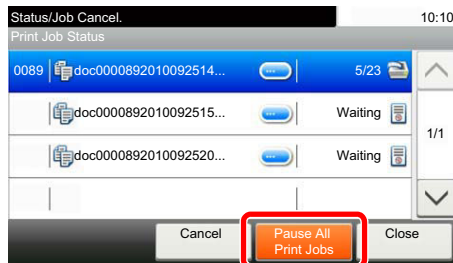 Status/Job Cancel. 10:10
Print Job Status
0089 doc0000892010092514... 5/23
doc0000892010092515... Waiting
1/1
doc0000892010092520... Waiting
Cancel Pause All Print Jobs Close